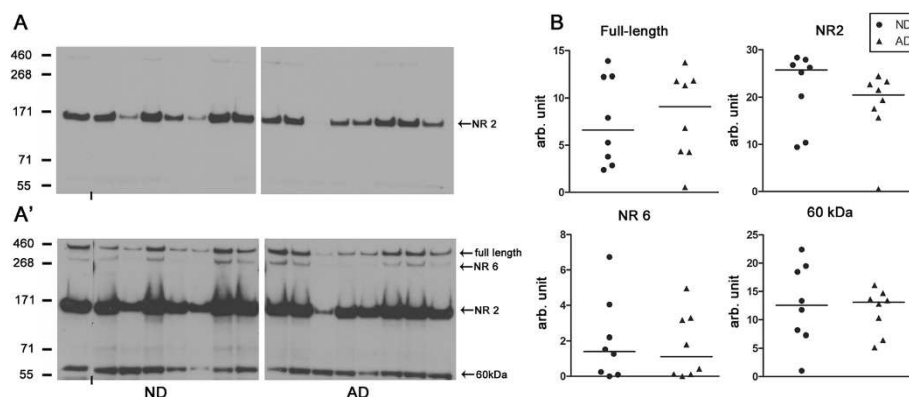 A
460
268
171
71
55
←NR 2
A'
460
268
171
71
55
←full length
←NR 6
←NR 2
←60kDa
ND
AD
B
● ND
▲ AD
Full-length
arb. unit
15
10
5
0
NR2
arb. unit
30
20
10
0
NR 6
arb. unit
8
6
4
2
0
60 kDa
arb. unit
25
20
15
10
5
0